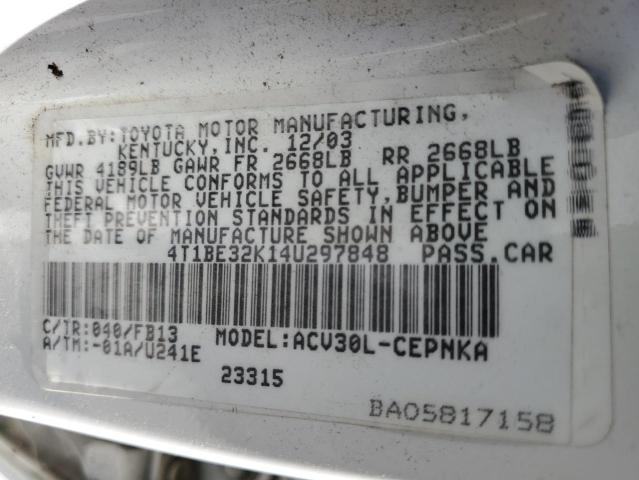 MFD.BY:TOYOTA MOTOR MANUFACTURING,
KENTUCKY,INC. 12/03
GVWR 4189LB GAWR FR 2668LB RR 2668LB
THIS VEHICLE CONFORMS TO ALL APPLICABLE
FEDERAL MOTOR VEHICLE SAFETY,BUMPER AND
THEFT PREVENTION STANDARDS IN EFFECT ON
THE DATE OF MANUFACTURE SHOWN ABOVE
4T1BE32K14U297848 PASS.CAR
C/TR:040/FB13 MODEL:ACV30L-CEPNKA
A/TM:-01A/U241E
23315
BA05817158